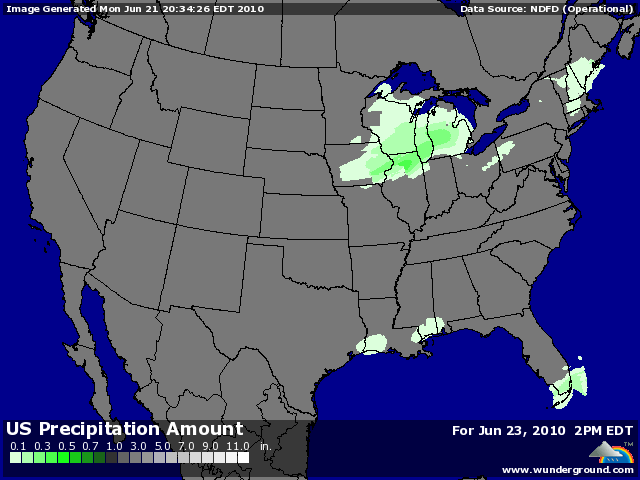 Image Generated Mon Jun 21 20:34:26 EDT 2010
Data Source: NDFD (Operational)
US Precipitation Amount
For Jun 23, 2010 2PM EDT
0.1 0.3 0.5 0.7 1.0 3.0 5.0 7.0 9.0 11.0 in.
TM
www.wunderground.com